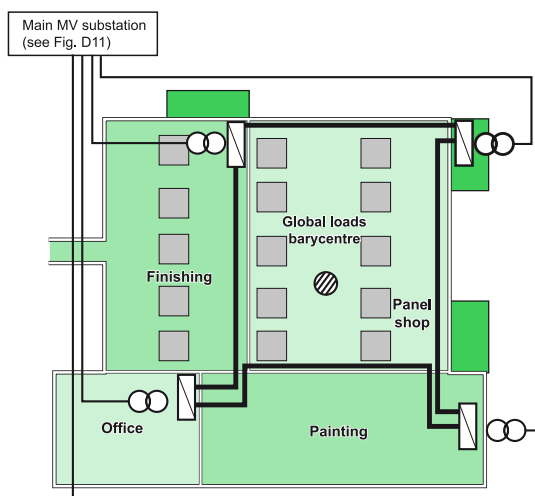 Main MV substation
(see Fig. D11)
Global loads
barycentre
Finishing
Panel
shop
Office
Painting